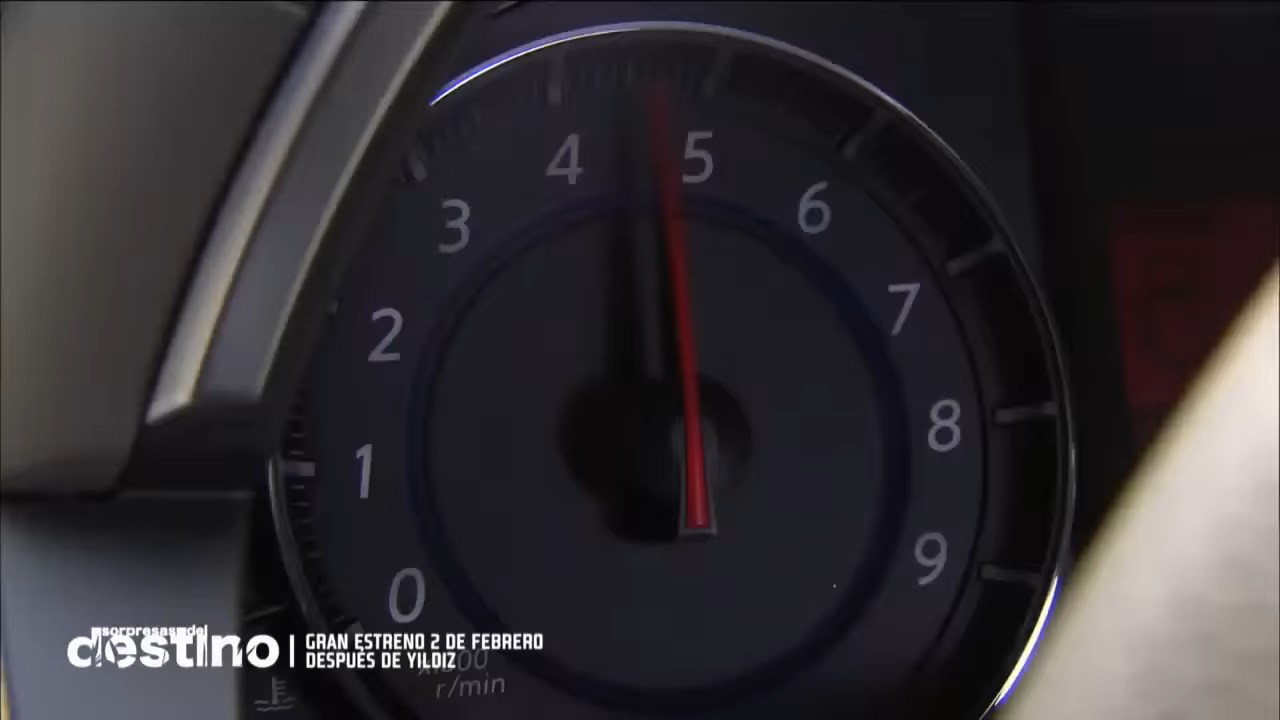 4
5
3
6
2
7
1
8
9
0
sorpresas del
destino
GRAN ESTRENO 2 DE FEBRERO
DESPUÉS DE YILDIZ
r/min